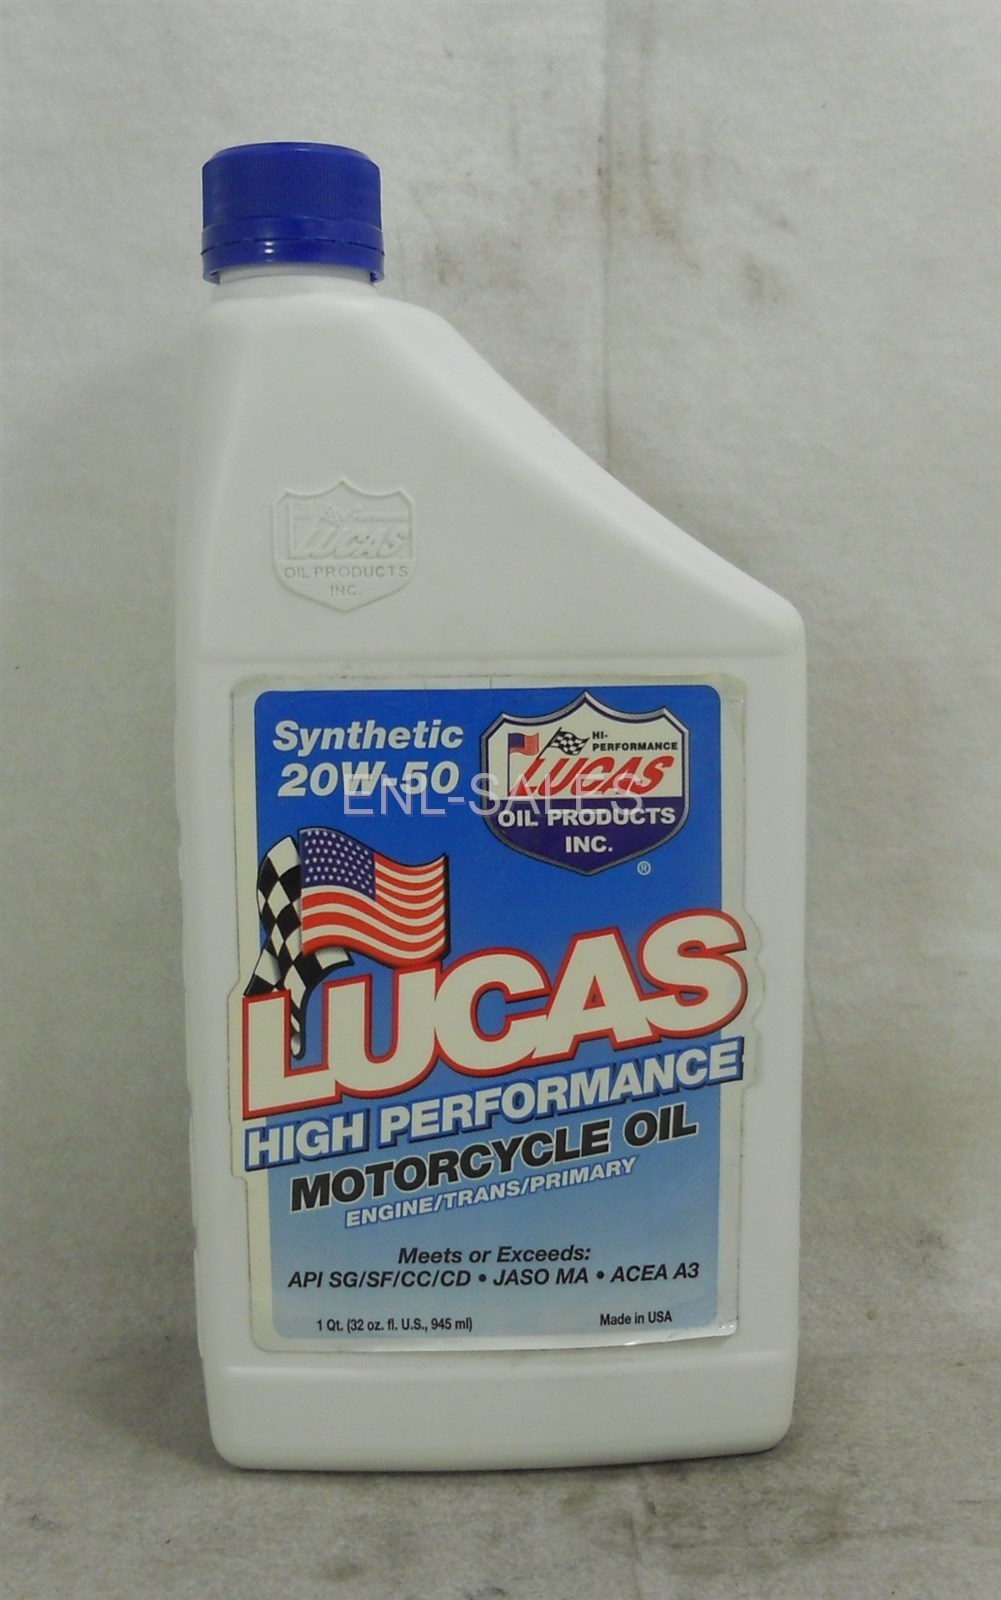 LUCAS
OIL PRODUCTS
INC.
Synthetic
20W-50
HI-
PERFORMANCE
LUCAS
OIL PRODUCTS
INC.
®
ENL-SALES
LUCAS
HIGH PERFORMANCE
MOTORCYCLE OIL
ENGINE/TRANS/PRIMARY
Meets or Exceeds:
API SG/SF/CC/CD • JASO MA • ACEA A3
1 Qt. (32 oz. fl. U.S., 945 ml)
Made in USA